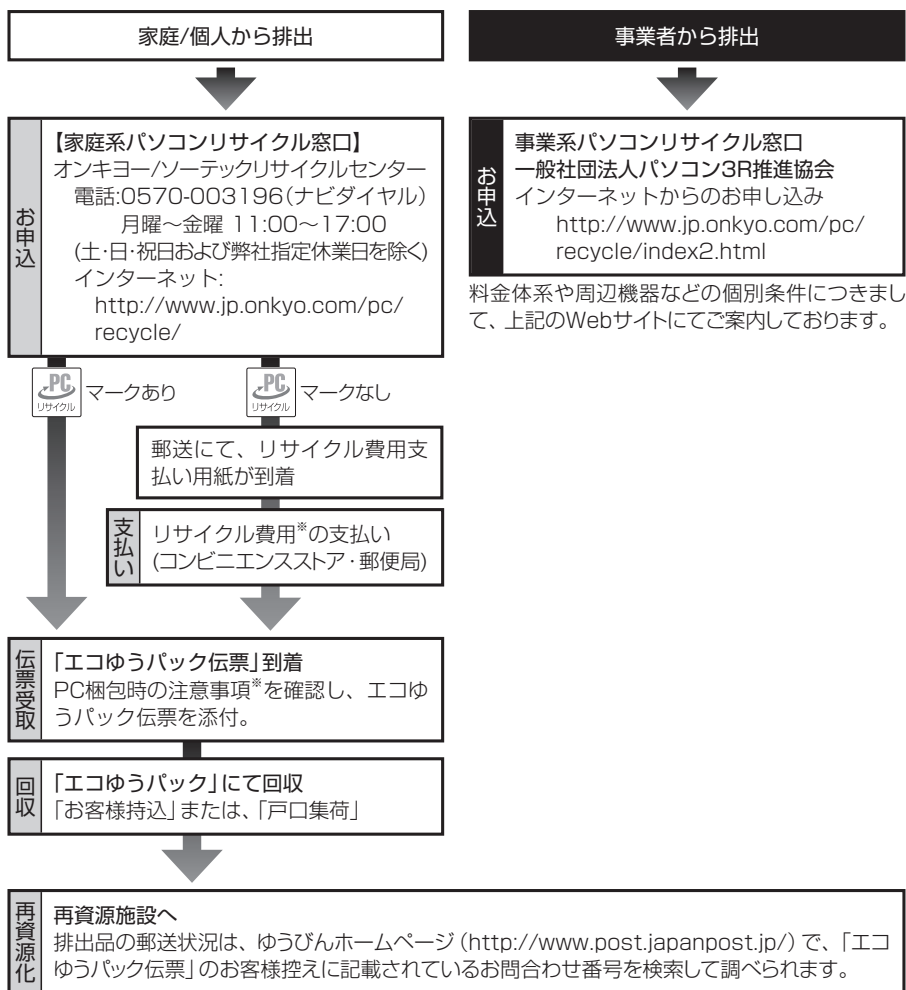 家庭/個人から排出
お申込
【家庭系パソコンリサイクル窓口】
オンキヨー/ソーテックリサイクルセンター
電話:0570-003196(ナビダイヤル)
月曜〜金曜 11:00〜17:00
(土・日・祝日および弊社指定休業日を除く)
インターネット:
http://www.jp.onkyo.com/pc/
recycle/
事業者から排出
お申込
事業系パソコンリサイクル窓口
一般社団法人パソコン3R推進協会
インターネットからのお申し込み
http://www.jp.onkyo.com/pc/
recycle/index2.html
料金体系や周辺機器などの個別条件につきまし
て、上記のWebサイトにてご案内しております。
PC
リサイクル
マークあり
PC
リサイクル
マークなし
郵送にて、リサイクル費用支
払い用紙が到着
支払い
リサイクル費用※の支払い
(コンビニエンスストア・郵便局)
伝票受取
「エコゆうパック伝票」到着
PC梱包時の注意事項※を確認し、エコゆ
うパック伝票を添付。
回収
「エコゆうパック」にて回収
「お客様持込」または、「戸口集荷」
再資源化
再資源施設へ
排出品の郵送状況は、ゆうびんホームページ(http://www.post.japanpost.jp/)で、「エコ
ゆうパック伝票」のお客様控えに記載されているお問合わせ番号を検索して調べられます。